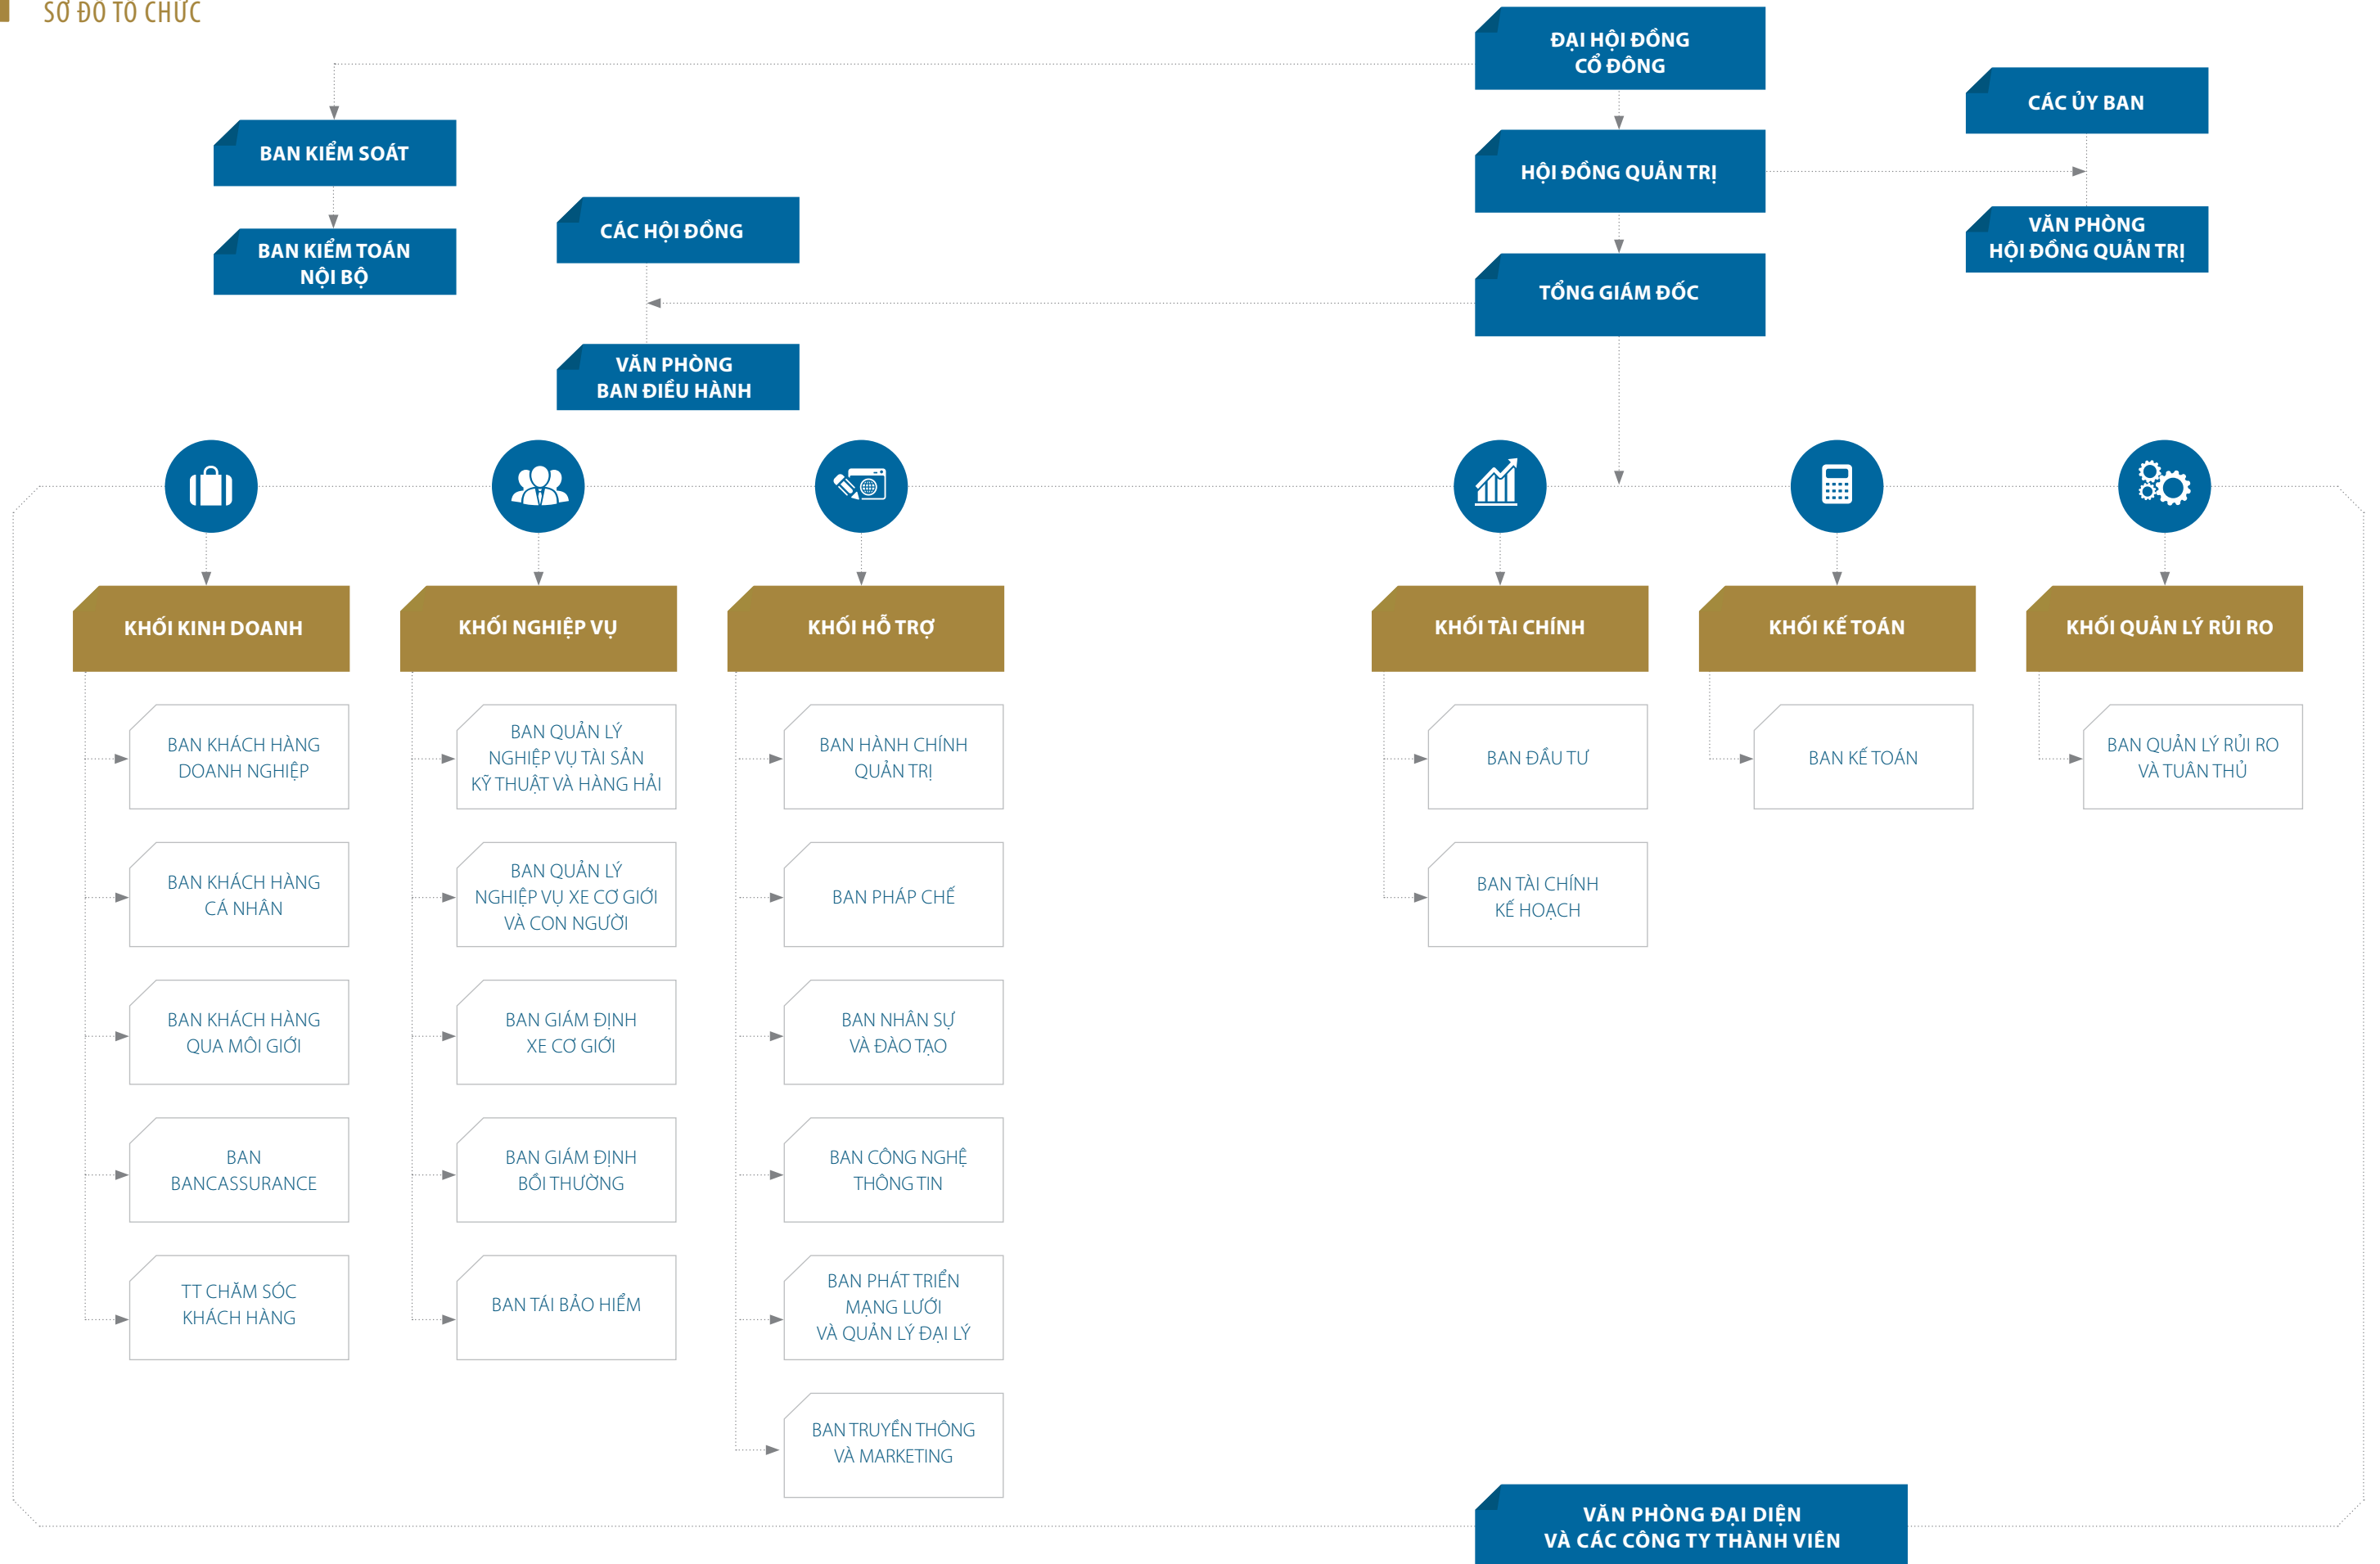 SƠ ĐỒ TỔ CHỨC
ĐẠI HỘI ĐỒNG
CỔ ĐÔNG
CÁC ỦY BAN
BAN KIỂM SOÁT
HỘI ĐỒNG QUẢN TRỊ
CÁC HỘI ĐỒNG
VĂN PHÒNG
HỘI ĐỒNG QUẢN TRỊ
BAN KIỂM TOÁN
NỘI BỘ
TỔNG GIÁM ĐỐC
VĂN PHÒNG
BAN ĐIỀU HÀNH
KHỐI KINH DOANH
BAN KHÁCH HÀNG
DOANH NGHIỆP
BAN KHÁCH HÀNG
CÁ NHÂN
BAN KHÁCH HÀNG
QUA MÔI GIỚI
BAN
BANCASSURANCE
TT CHĂM SÓC
KHÁCH HÀNG
KHỐI NGHIỆP VỤ
BAN QUẢN LÝ
NGHIỆP VỤ TÀI SẢN
KỸ THUẬT VÀ HÀNG HẢI
BAN QUẢN LÝ
NGHIỆP VỤ XE CƠ GIỚI
VÀ CON NGƯỜI
BAN GIÁM ĐỊNH
XE CƠ GIỚI
BAN GIÁM ĐỊNH
BỒI THƯỜNG
BAN TÁI BẢO HIỂM
KHỐI HỖ TRỢ
BAN HÀNH CHÍNH
QUẢN TRỊ
BAN PHÁP CHẾ
BAN NHÂN SỰ
VÀ ĐÀO TẠO
BAN CÔNG NGHỆ
THÔNG TIN
BAN PHÁT TRIỂN
MẠNG LƯỚI
VÀ QUẢN LÝ ĐẠI LÝ
BAN TRUYỀN THÔNG
VÀ MARKETING
KHỐI TÀI CHÍNH
BAN ĐẦU TƯ
BAN TÀI CHÍNH
KẾ HOẠCH
KHỐI KẾ TOÁN
BAN KẾ TOÁN
KHỐI QUẢN LÝ RỦI RO
BAN QUẢN LÝ RỦI RO
VÀ TUÂN THỦ
VĂN PHÒNG ĐẠI DIỆN
VÀ CÁC CÔNG TY THÀNH VIÊN